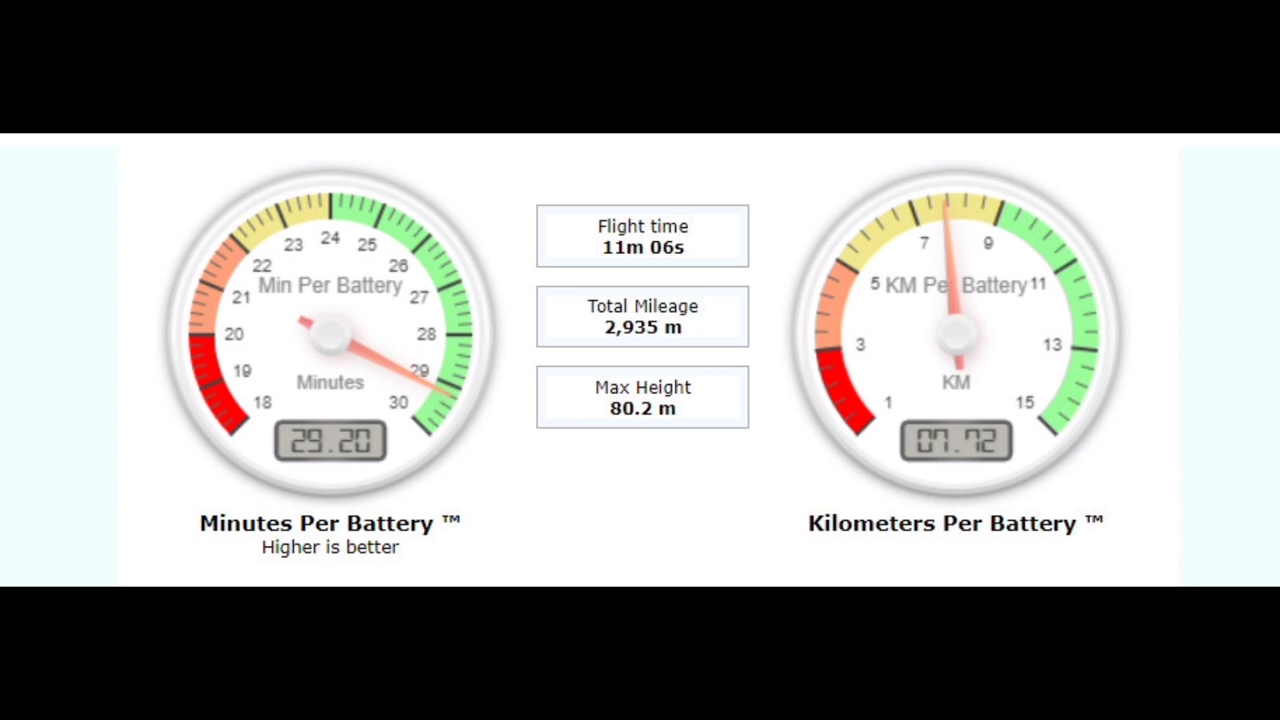 18
19
20
21
22
23
24
25
26
27
28
29
30
Min Per Battery
Minutes
29.20
Minutes Per Battery ™
Higher is better
Flight time
11m 06s
Total Mileage
2,935 m
Max Height
80.2 m
1
3
5
7
9
11
13
15
KM Per Battery
KM
07.72
Kilometers Per Battery ™